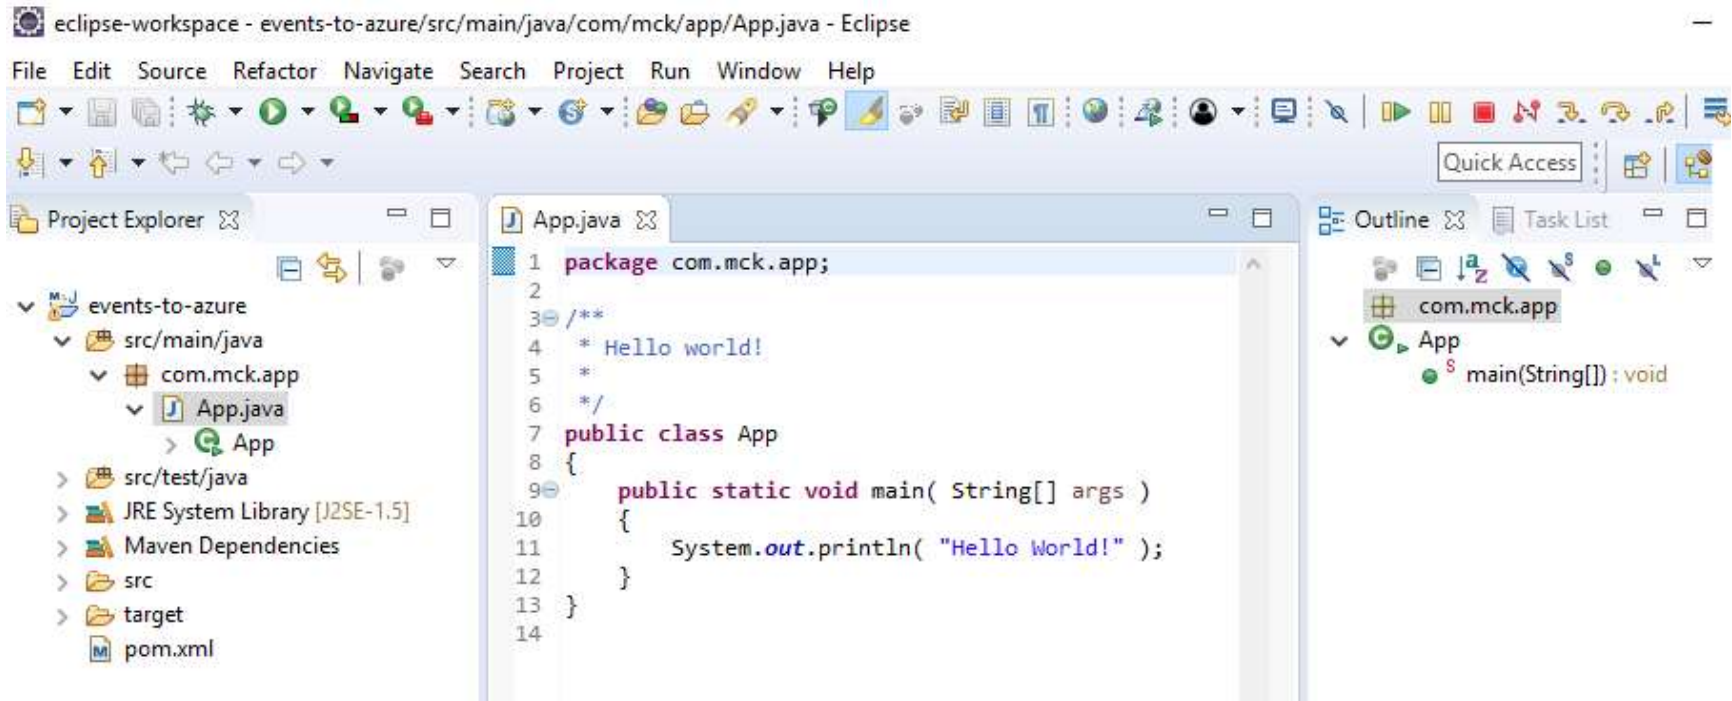 eclipse-workspace - events-to-azure/src/main/java/com/mck/app/App.java - Eclipse
File Edit Source Refactor Navigate Search Project Run Window Help
Quick Access
Project Explorer
events-to-azure
src/main/java
com.mck.app
App.java
App
src/test/java
JRE System Library [J2SE-1.5]
Maven Dependencies
src
target
pom.xml
App.java
1 package com.mck.app;
2
3 /**
4  * Hello world!
5  *
6  */
7 public class App
8 {
9     public static void main( String[] args )
10     {
11         System.out.println( "Hello World!" );
12     }
13 }
14
Outline Task List
com.mck.app
App
main(String[]) : void